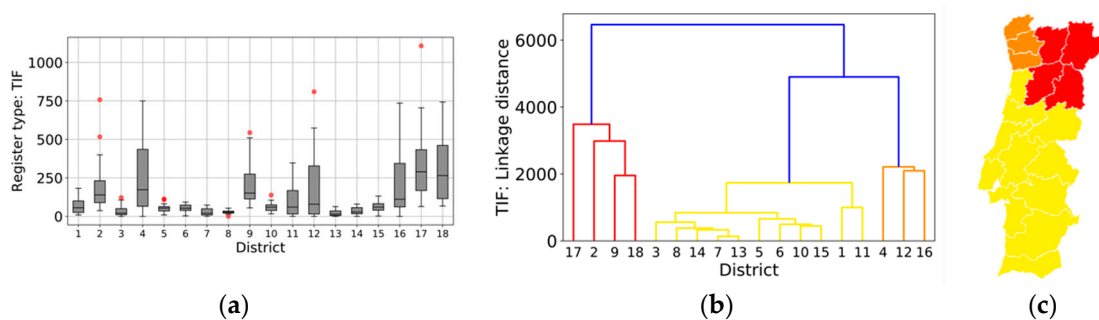 Register type: TIF
1000
750
500
250
0
1 2 3 4 5 6 7 8 9 10 11 12 13 14 15 16 17 18
District
(a)
TIF: Linkage distance
6000
4000
2000
0
17 2 9 18 3 8 14 7 13 5 6 10 15 1 11 4 12 16
District
(b)
(c)